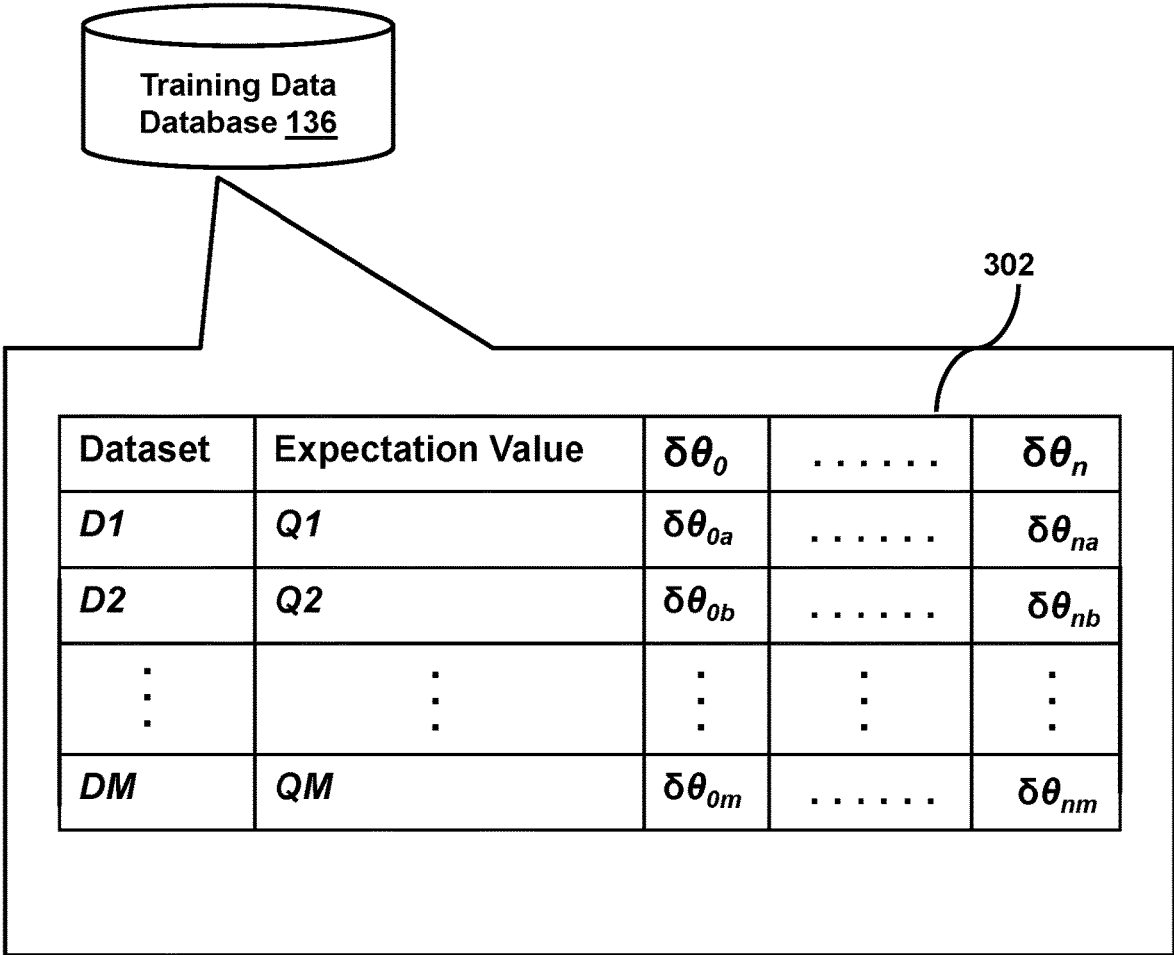 Training Data
Database 136
302
Dataset Expectation Value δθ0 ...... δθn
D1 Q1 δθ0a ...... δθna
D2 Q2 δθ0b ...... δθnb
⋮ ⋮ ⋮ ⋮ ⋮
DM QM δθ0m ...... δθnm